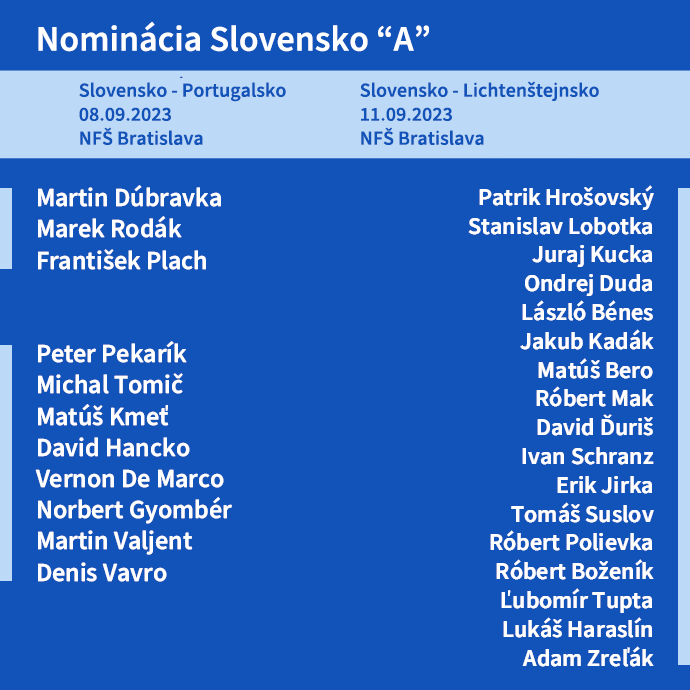 Nominácia Slovensko “A”
Slovensko - Portugalsko
08.09.2023
NFŠ Bratislava
Slovensko - Lichtenštejnsko
11.09.2023
NFŠ Bratislava
Martin Dúbravka
Marek Rodák
František Plach
Peter Pekarík
Michal Tomič
Matúš Kmeť
David Hancko
Vernon De Marco
Norbert Gyombér
Martin Valjent
Denis Vavro
Patrik Hrošovský
Stanislav Lobotka
Juraj Kucka
Ondrej Duda
László Bénes
Jakub Kadák
Matúš Bero
Róbert Mak
David Ďuriš
Ivan Schranz
Erik Jirka
Tomáš Suslov
Róbert Polievka
Róbert Boženík
Ľubomír Tupta
Lukáš Haraslín
Adam Zreľák